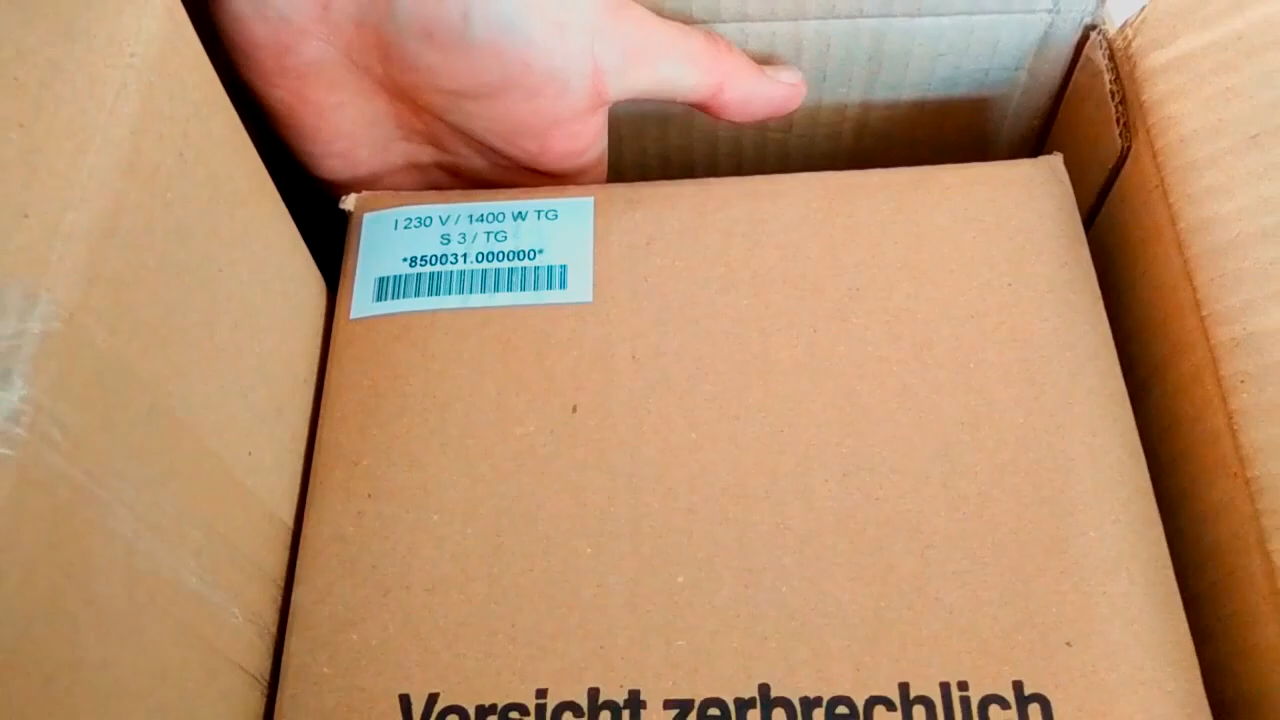 I 230 V / 1400 W TG
S 3 / TG
*850031.000000*
Vorsicht zerbrechlich